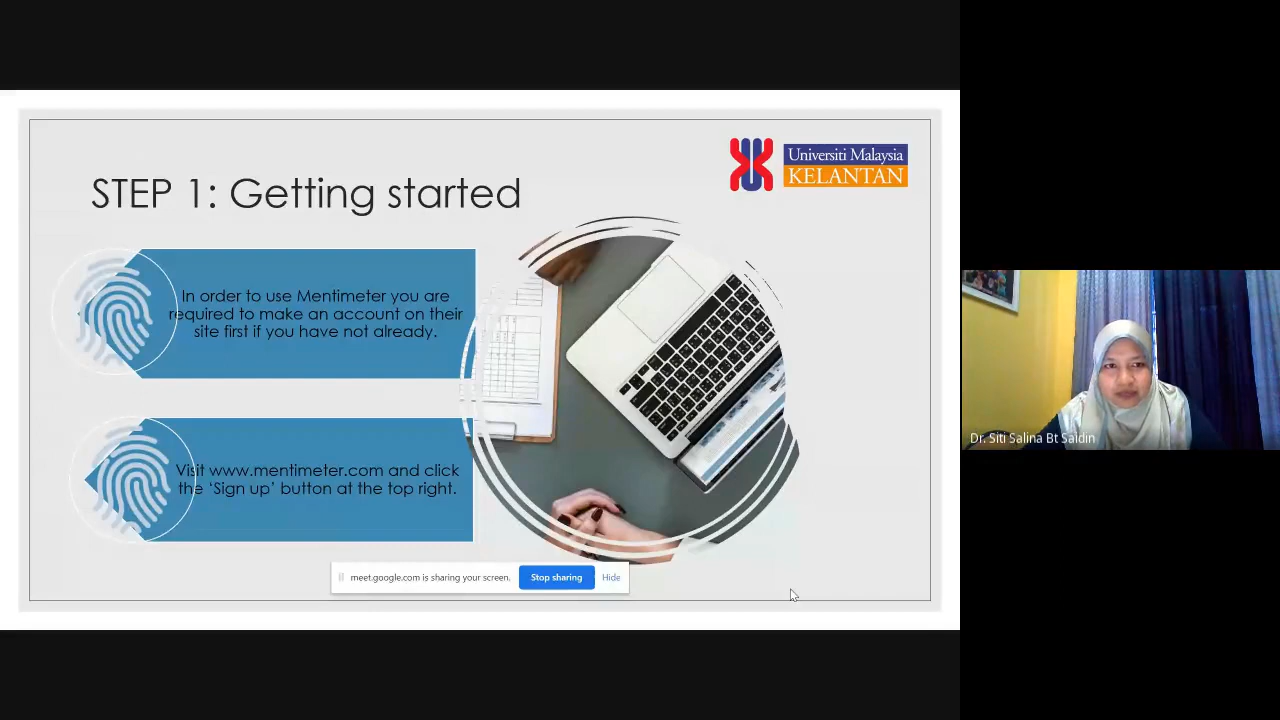 Universiti Malaysia
KELANTAN
STEP 1: Getting started
In order to use Mentimeter you are
required to make an account on their
site first if you have not already.
Visit www.mentimeter.com and click
the ‘Sign up’ button at the top right.
meet.google.com is sharing your screen.
Stop sharing
Hide
Dr. Siti Salina Bt Saidin